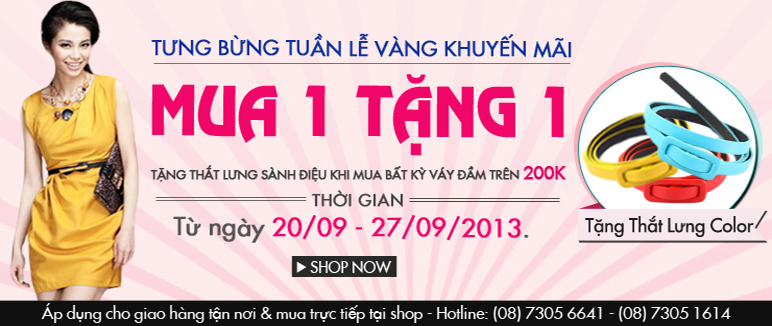 TƯNG BỪNG TUẦN LỄ VÀNG KHUYẾN MÃI
MUA 1 TẶNG 1
TẶNG THẮT LƯNG SÀNH ĐIỆU KHI MUA BẤT KỲ VÁY ĐẦM TRÊN 200K
THỜI GIAN
Từ ngày 20/09 - 27/09/2013.
Tặng Thắt Lưng Color
SHOP NOW
Áp dụng cho giao hàng tận nơi & mua trực tiếp tại shop - Hotline: (08) 7305 6641 - (08) 7305 1614